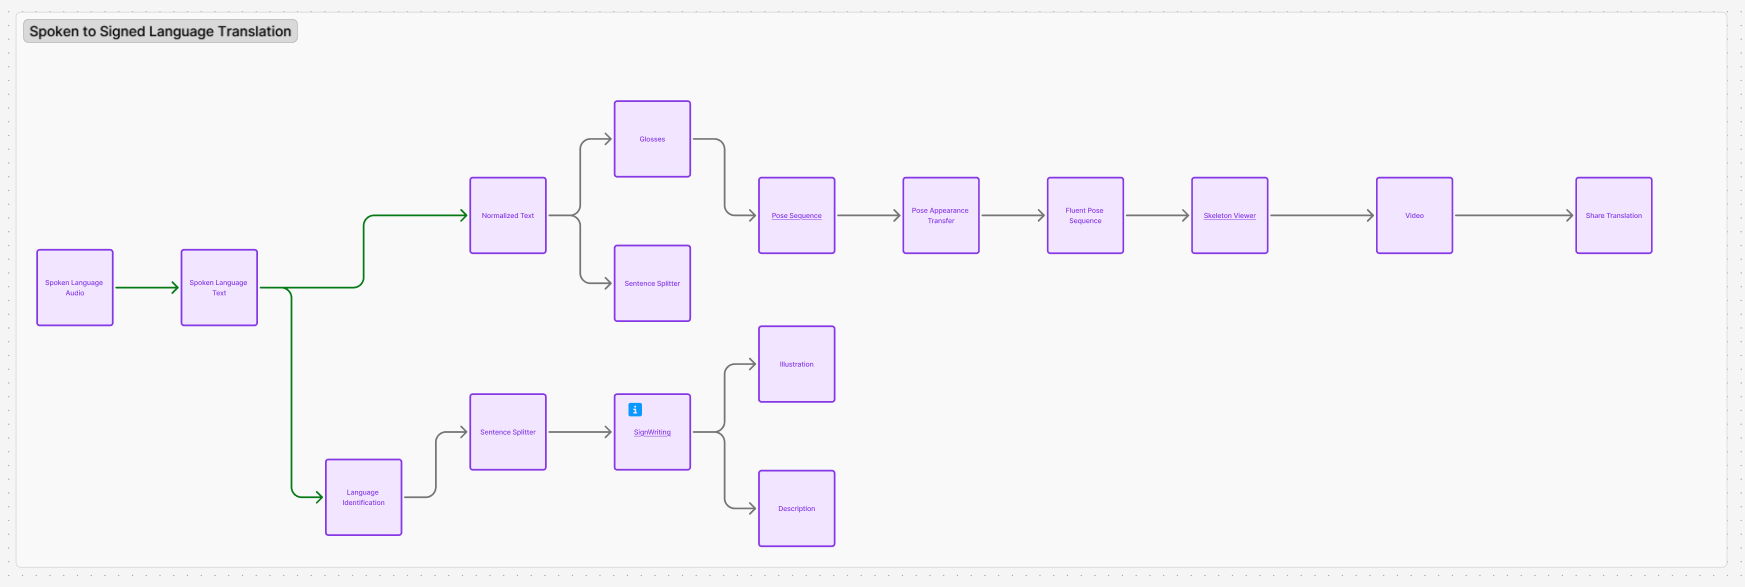 Spoken to Signed Language Translation
Glosses
Normalized Text
Pose Sequence
Pose Appearance
Transfer
Fluent Pose
Sequence
Skeleton Viewer
Video
Share Translation
Spoken Language
Audio
Spoken Language
Text
Sentence Splitter
Illustration
i
Sentence Splitter
SignWriting
Language
Identification
Description